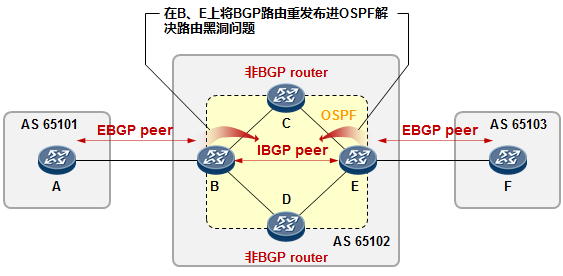 在B、E上将BGP路由重发布进OSPF解
决路由黑洞问题
非BGP router
AS 65101
OSPF
AS 65103
EBGP peer
C
EBGP peer
IBGP peer
A
B
E
F
D
AS 65102
非BGP router